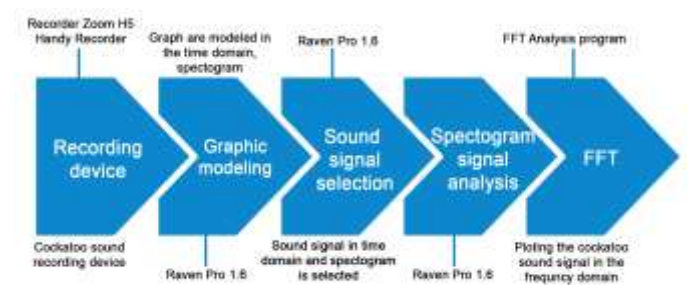 Recorder Zoom H5
Handy Recorder
Graph are modeled in
the time domain,
spectogram
Raven Pro 1.6
FFT Analysis program
Recording
device
Graphic
modeling
Sound
signal
selection
Spectogram
signal
analysis
FFT
Cockatoo sound
recording device
Raven Pro 1.6
Sound signal in time
domain and spectogram
is selected
Raven Pro 1.6
Ploting the cockatoo
sound signal in the
frequncy domain